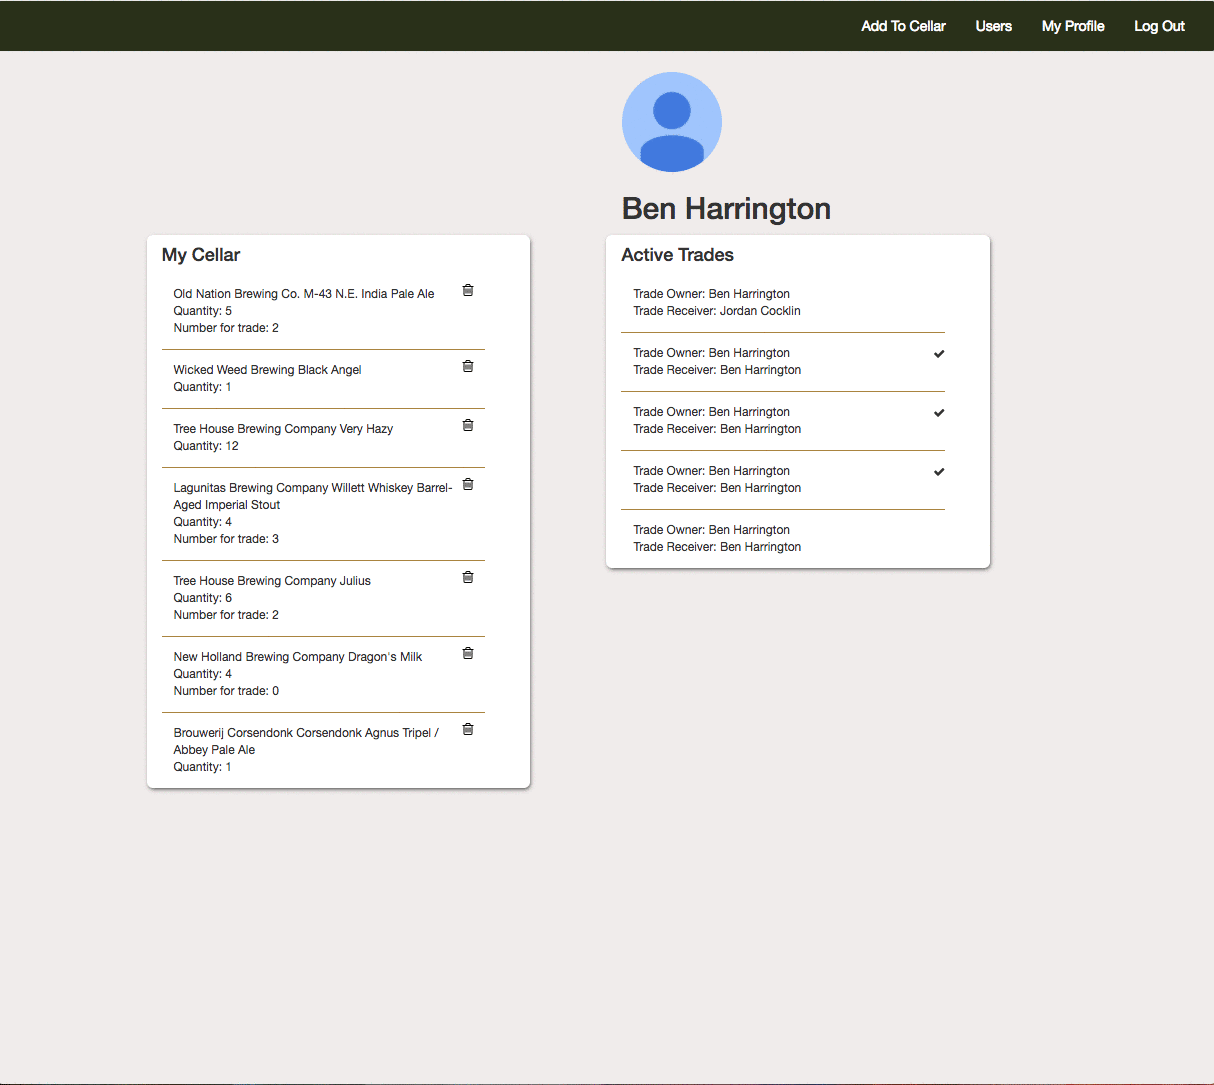 Add To Cellar
Users
My Profile
Log Out
Ben Harrington
My Cellar
Old Nation Brewing Co. M-43 N.E. India Pale Ale
Quantity: 5
Number for trade: 2
Wicked Weed Brewing Black Angel
Quantity: 1
Tree House Brewing Company Very Hazy
Quantity: 12
Lagunitas Brewing Company Willett Whiskey Barrel-
Aged Imperial Stout
Quantity: 4
Number for trade: 3
Tree House Brewing Company Julius
Quantity: 6
Number for trade: 2
New Holland Brewing Company Dragon's Milk
Quantity: 4
Number for trade: 0
Brouwerij Corsendonk Corsendonk Agnus Tripel /
Abbey Pale Ale
Quantity: 1
Active Trades
Trade Owner: Ben Harrington
Trade Receiver: Jordan Cocklin
Trade Owner: Ben Harrington
Trade Receiver: Ben Harrington
Trade Owner: Ben Harrington
Trade Receiver: Ben Harrington
Trade Owner: Ben Harrington
Trade Receiver: Ben Harrington
Trade Owner: Ben Harrington
Trade Receiver: Ben Harrington